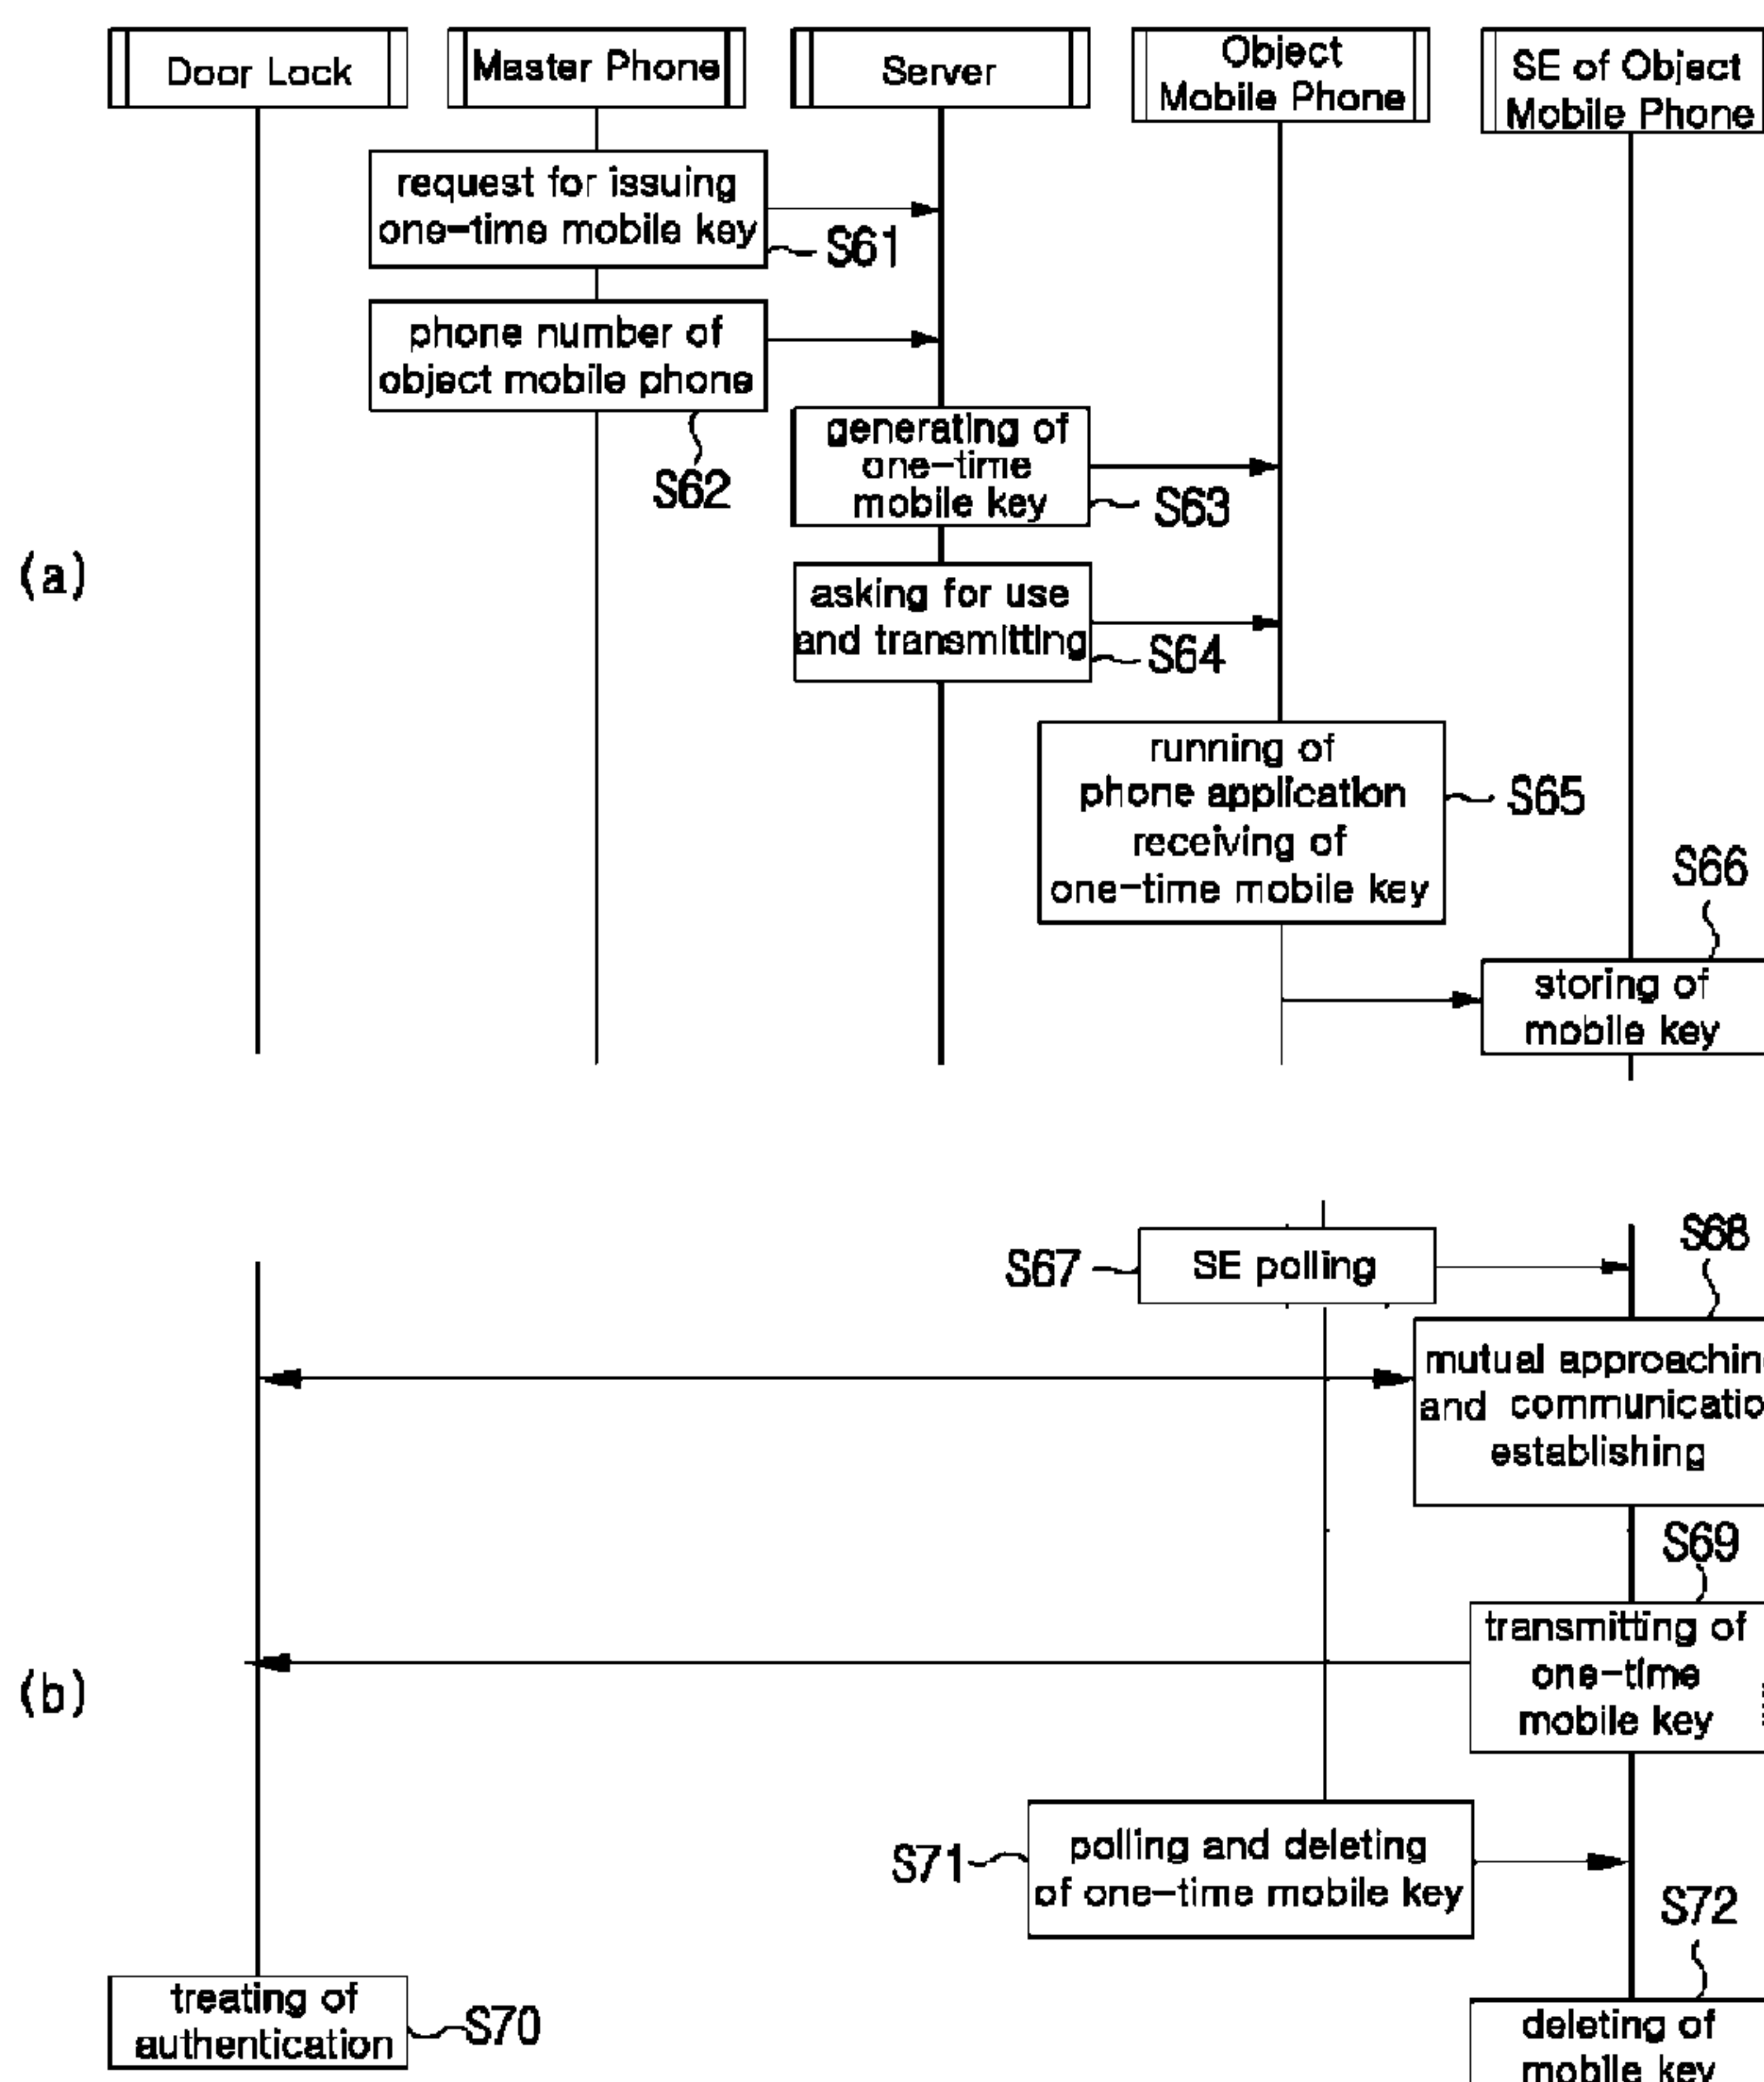 Door Lock
Master Phone
Server
Object
Mobile Phone
SE of Object
Mobile Phone
request for issuing
one-time mobile key
S61
phone number of
object mobile phone
S62
generating of
one-time
mobile key
S63
(a)
asking for use
and transmitting
S64
running of
phone application
receiving of
one-time mobile key
S65
S66
storing of
mobile key
S67
SE polling
S68
mutual approachin
and communicatio
establishing
S69
transmitting of
one-time
mobile key
(b)
S71
polling and deleting
of one-time mobile key
S72
treating of
authentication
S70
deleting of
mobile key